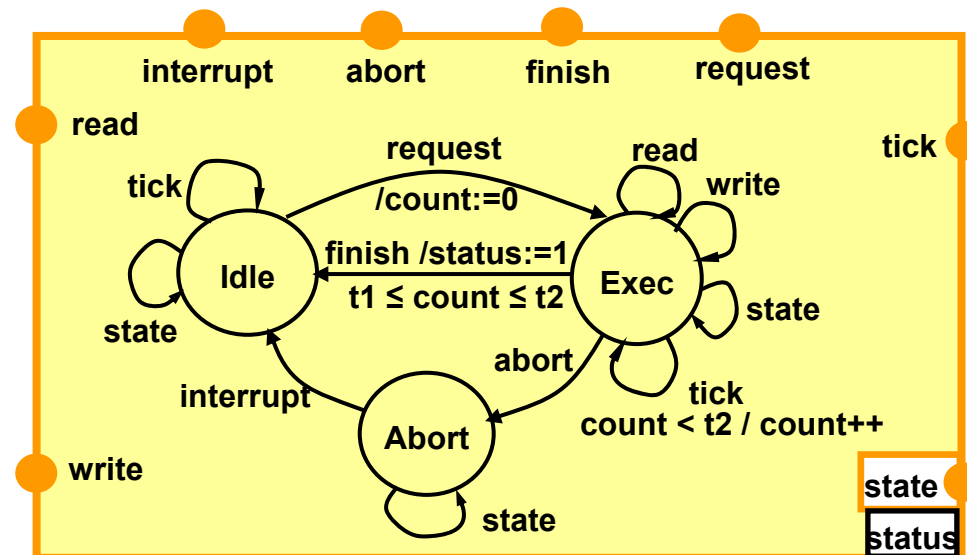 interrupt
abort
finish
request
read
tick
request
/count:=0
read
write
tick
finish /status:=1
t1 ≤ count ≤ t2
Idle
Exec
state
state
abort
interrupt
tick
count < t2 / count++
Abort
write
state
state
status